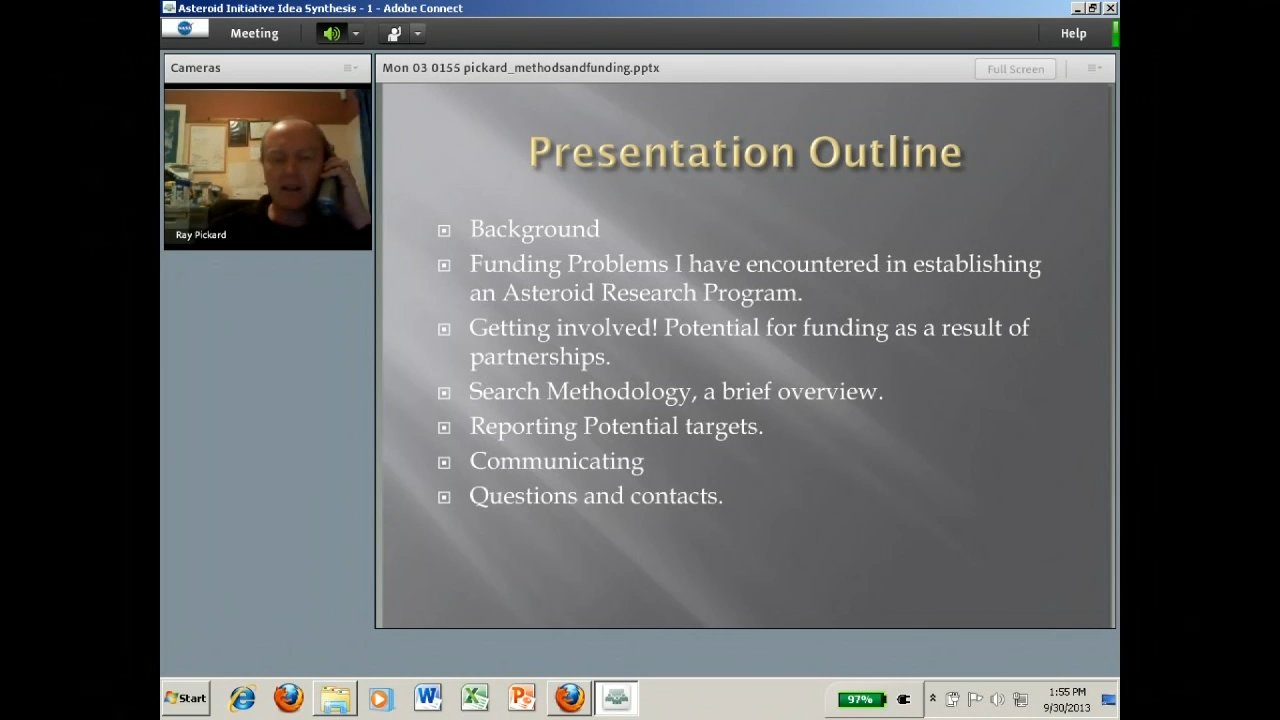 Asteroid Initiative Idea Synthesis - 1 - Adobe Connect
Meeting
Help
Cameras
Mon 03 0155 pickard_methodsandfunding.pptx
Full Screen
Ray Pickard
Presentation Outline
Background
Funding Problems I have encountered in establishing
an Asteroid Research Program.
Getting involved! Potential for funding as a result of
partnerships.
Search Methodology, a brief overview.
Reporting Potential targets.
Communicating
Questions and contacts.
Start
97%
1:55 PM
9/30/2013